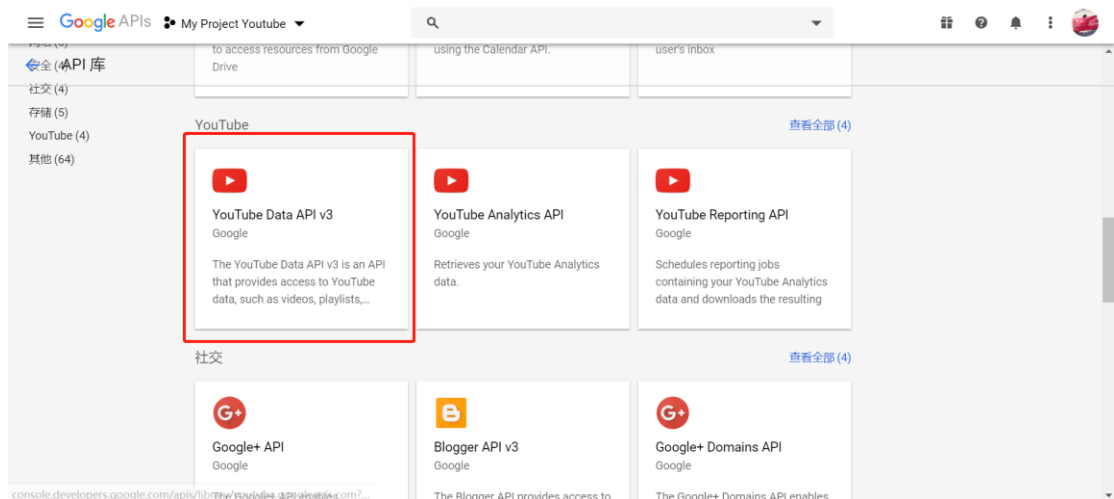 Google APIs My Project Youtube
to access resources from Google
Drive
using the Calendar API.
user's inbox
API 库
安全 (4)
社交 (4)
存储 (5)
YouTube (4)
其他 (64)
YouTube
查看全部 (4)
YouTube Data API v3
Google
The YouTube Data API v3 is an API
that provides access to YouTube
data, such as videos, playlists,...
YouTube Analytics API
Google
Retrieves your YouTube Analytics
data.
YouTube Reporting API
Google
Schedules reporting jobs
containing your YouTube Analytics
data and downloads the resulting
社交
查看全部 (4)
G+
Google+ API
Google
Blogger API v3
Google
The Blogger API provides access to
G+
Google+ Domains API
Google
The Google+ Domains API enables